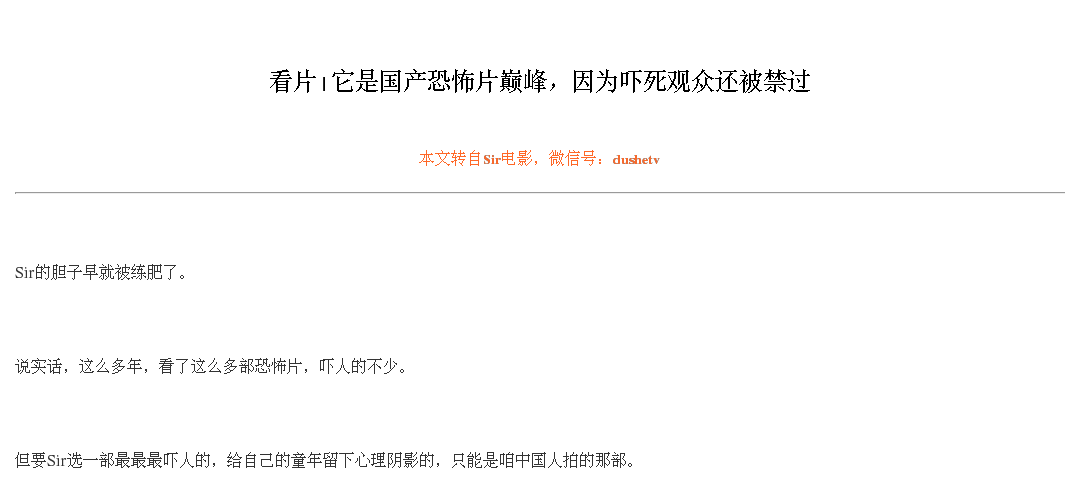 看片 | 它是国产恐怖片巅峰，因为吓死观众还被禁过
本文转自Sir电影，微信号：dushetv
Sir的胆子早就被练肥了。
说实话，这么多年，看了这么多部恐怖片，吓人的不少。
但要Sir选一部最最最吓人的，给自己的童年留下心理阴影的，只能是咱中国人拍的那部。